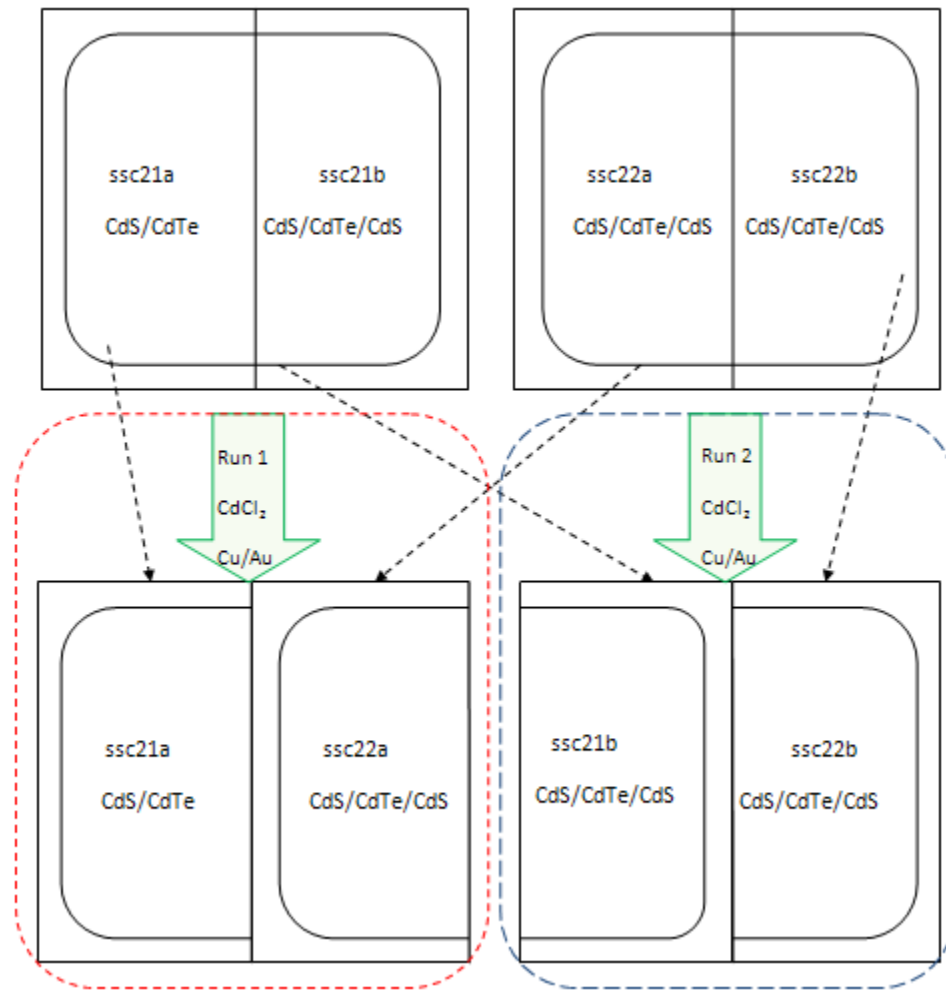 ssc21a
CdS/CdTe
ssc21b
CdS/CdTe/CdS
ssc22a
CdS/CdTe/CdS
ssc22b
CdS/CdTe/CdS
Run 1
CdCl₂
Cu/Au
Run 2
CdCl₂
Cu/Au
ssc21a
CdS/CdTe
ssc22a
CdS/CdTe/CdS
ssc21b
CdS/CdTe/CdS
ssc22b
CdS/CdTe/CdS